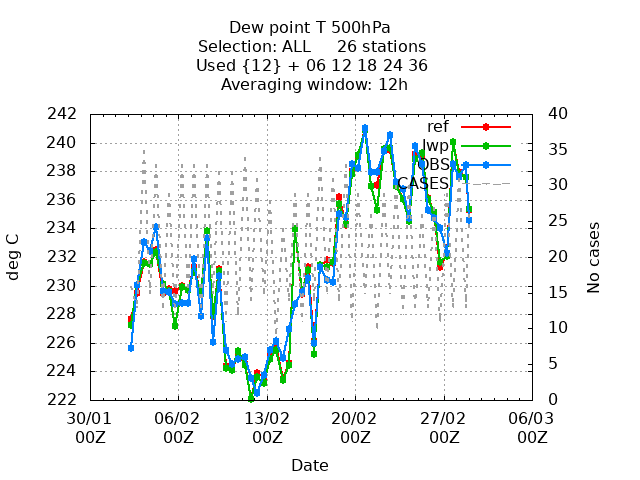 Dew point T 500hPa
Selection: ALL 26 stations
Used {12} + 06 12 18 24 36
Averaging window: 12h
242 40
240 35
238 30
236 25
234 20
232 15
230 10
228 5
226 0
224
222
ref
lwp
OBS
CASES
deg C
No cases
30/01 06/02 13/02 20/02 27/02 06/03
00Z 00Z 00Z 00Z 00Z 00Z
Date